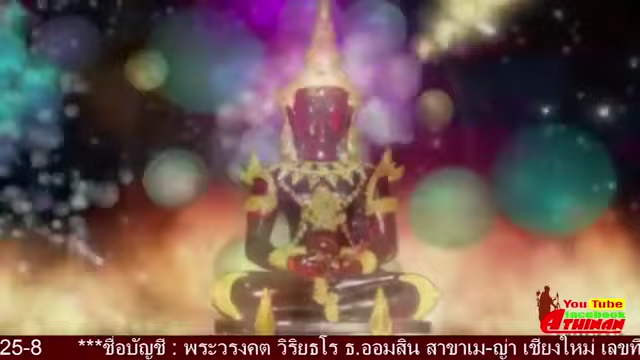 You Tube
facebook
ATHINAN
25-8 ***ชื่อบัญชี : พระวรงคต วิริยธโร ธ.ออมสิน สาขาเม-ญ่า เชียงใหม่ เลขที่